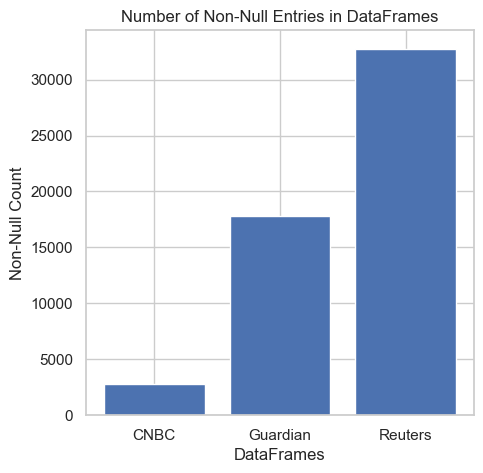 Number of Non-Null Entries in DataFrames
Non-Null Count
30000
25000
20000
15000
10000
5000
0
CNBC Guardian Reuters
DataFrames